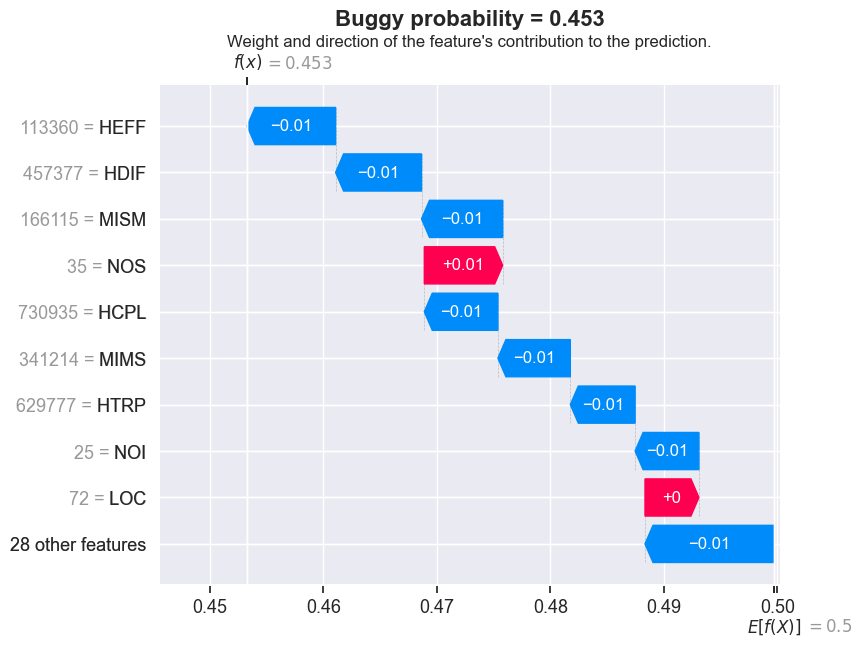 Buggy probability = 0.453
Weight and direction of the feature's contribution to the prediction.
f(x) = 0.453
113360 = HEFF −0.01
457377 = HDIF −0.01
166115 = MISM −0.01
35 = NOS +0.01
730935 = HCPL −0.01
341214 = MIMS −0.01
629777 = HTRP −0.01
25 = NOI −0.01
72 = LOC +0
28 other features −0.01
0.45 0.46 0.47 0.48 0.49 0.50
E[f(X)] = 0.5